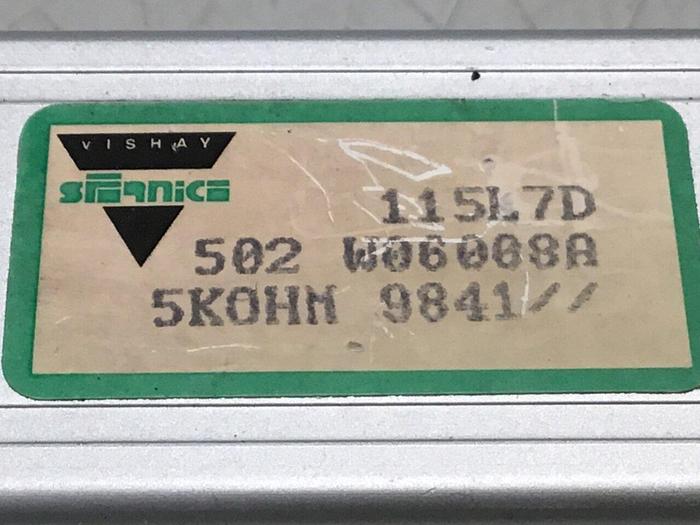 VISHAY
SFERNICE
115L7D
502 W06008A
5KOHM 9841//